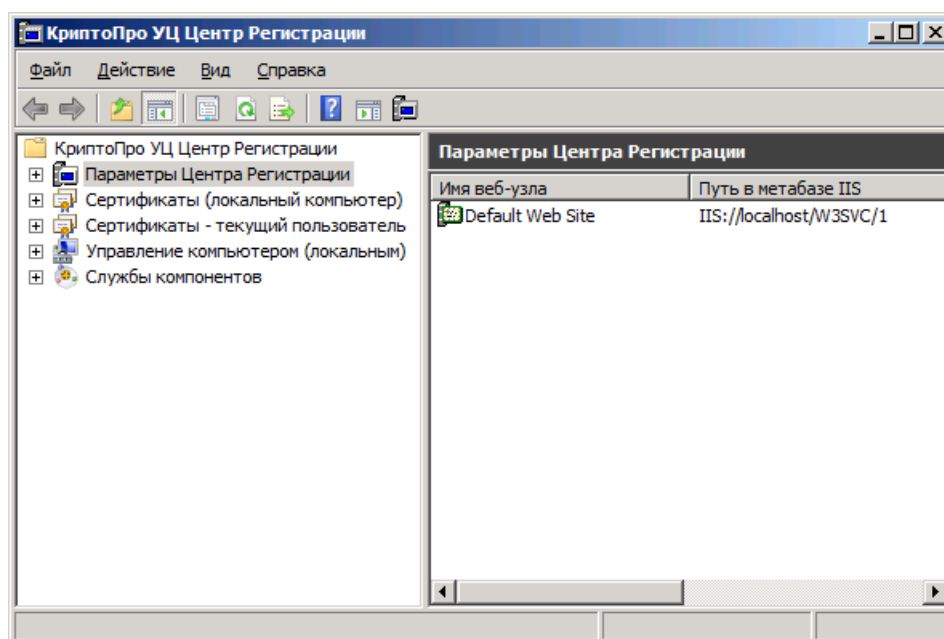 КриптоПро УЦ Центр Регистрации
Файл Действие Вид Справка
КриптоПро УЦ Центр Регистрации
Параметры Центра Регистрации
Сертификаты (локальный компьютер)
Сертификаты - текущий пользователь
Управление компьютером (локальным)
Службы компонентов
Параметры Центра Регистрации
Имя веб-узла Путь в метабазе IIS
Default Web Site IIS://localhost/W3SVC/1